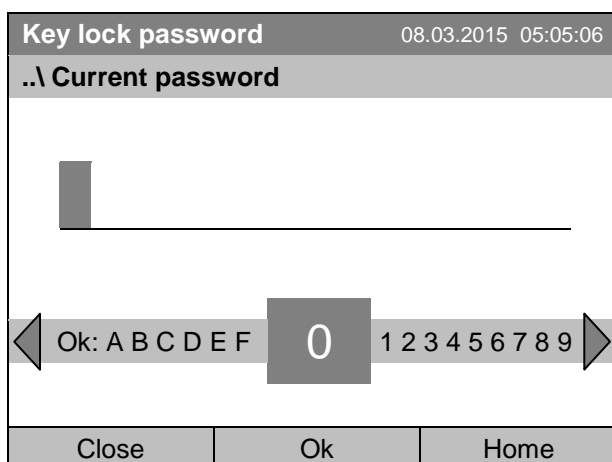 Key lock password 08.03.2015 05:05:06
..\ Current password
Ok: A B C D E F 0 1 2 3 4 5 6 7 8 9
Close Ok Home